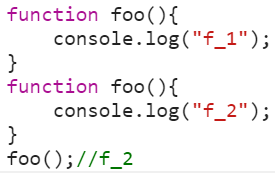 function foo(){
    console.log("f_1");
}
function foo(){
    console.log("f_2");
}
foo();//f_2